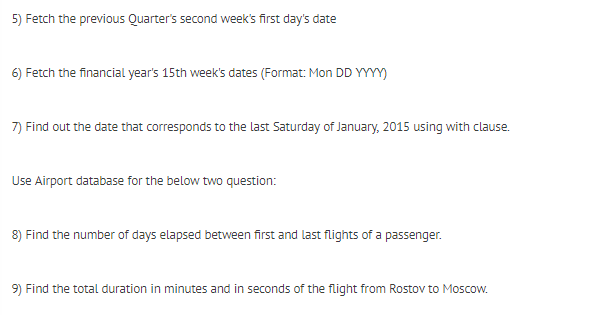 5) Fetch the previous Quarter's second week's first day's date
6) Fetch the financial year's 15th week's dates (Format: Mon DD YYYY)
7) Find out the date that corresponds to the last Saturday of January, 2015 using with clause.
Use Airport database for the below two question:
8) Find the number of days elapsed between first and last flights of a passenger.
9) Find the total duration in minutes and in seconds of the flight from Rostov to Moscow.